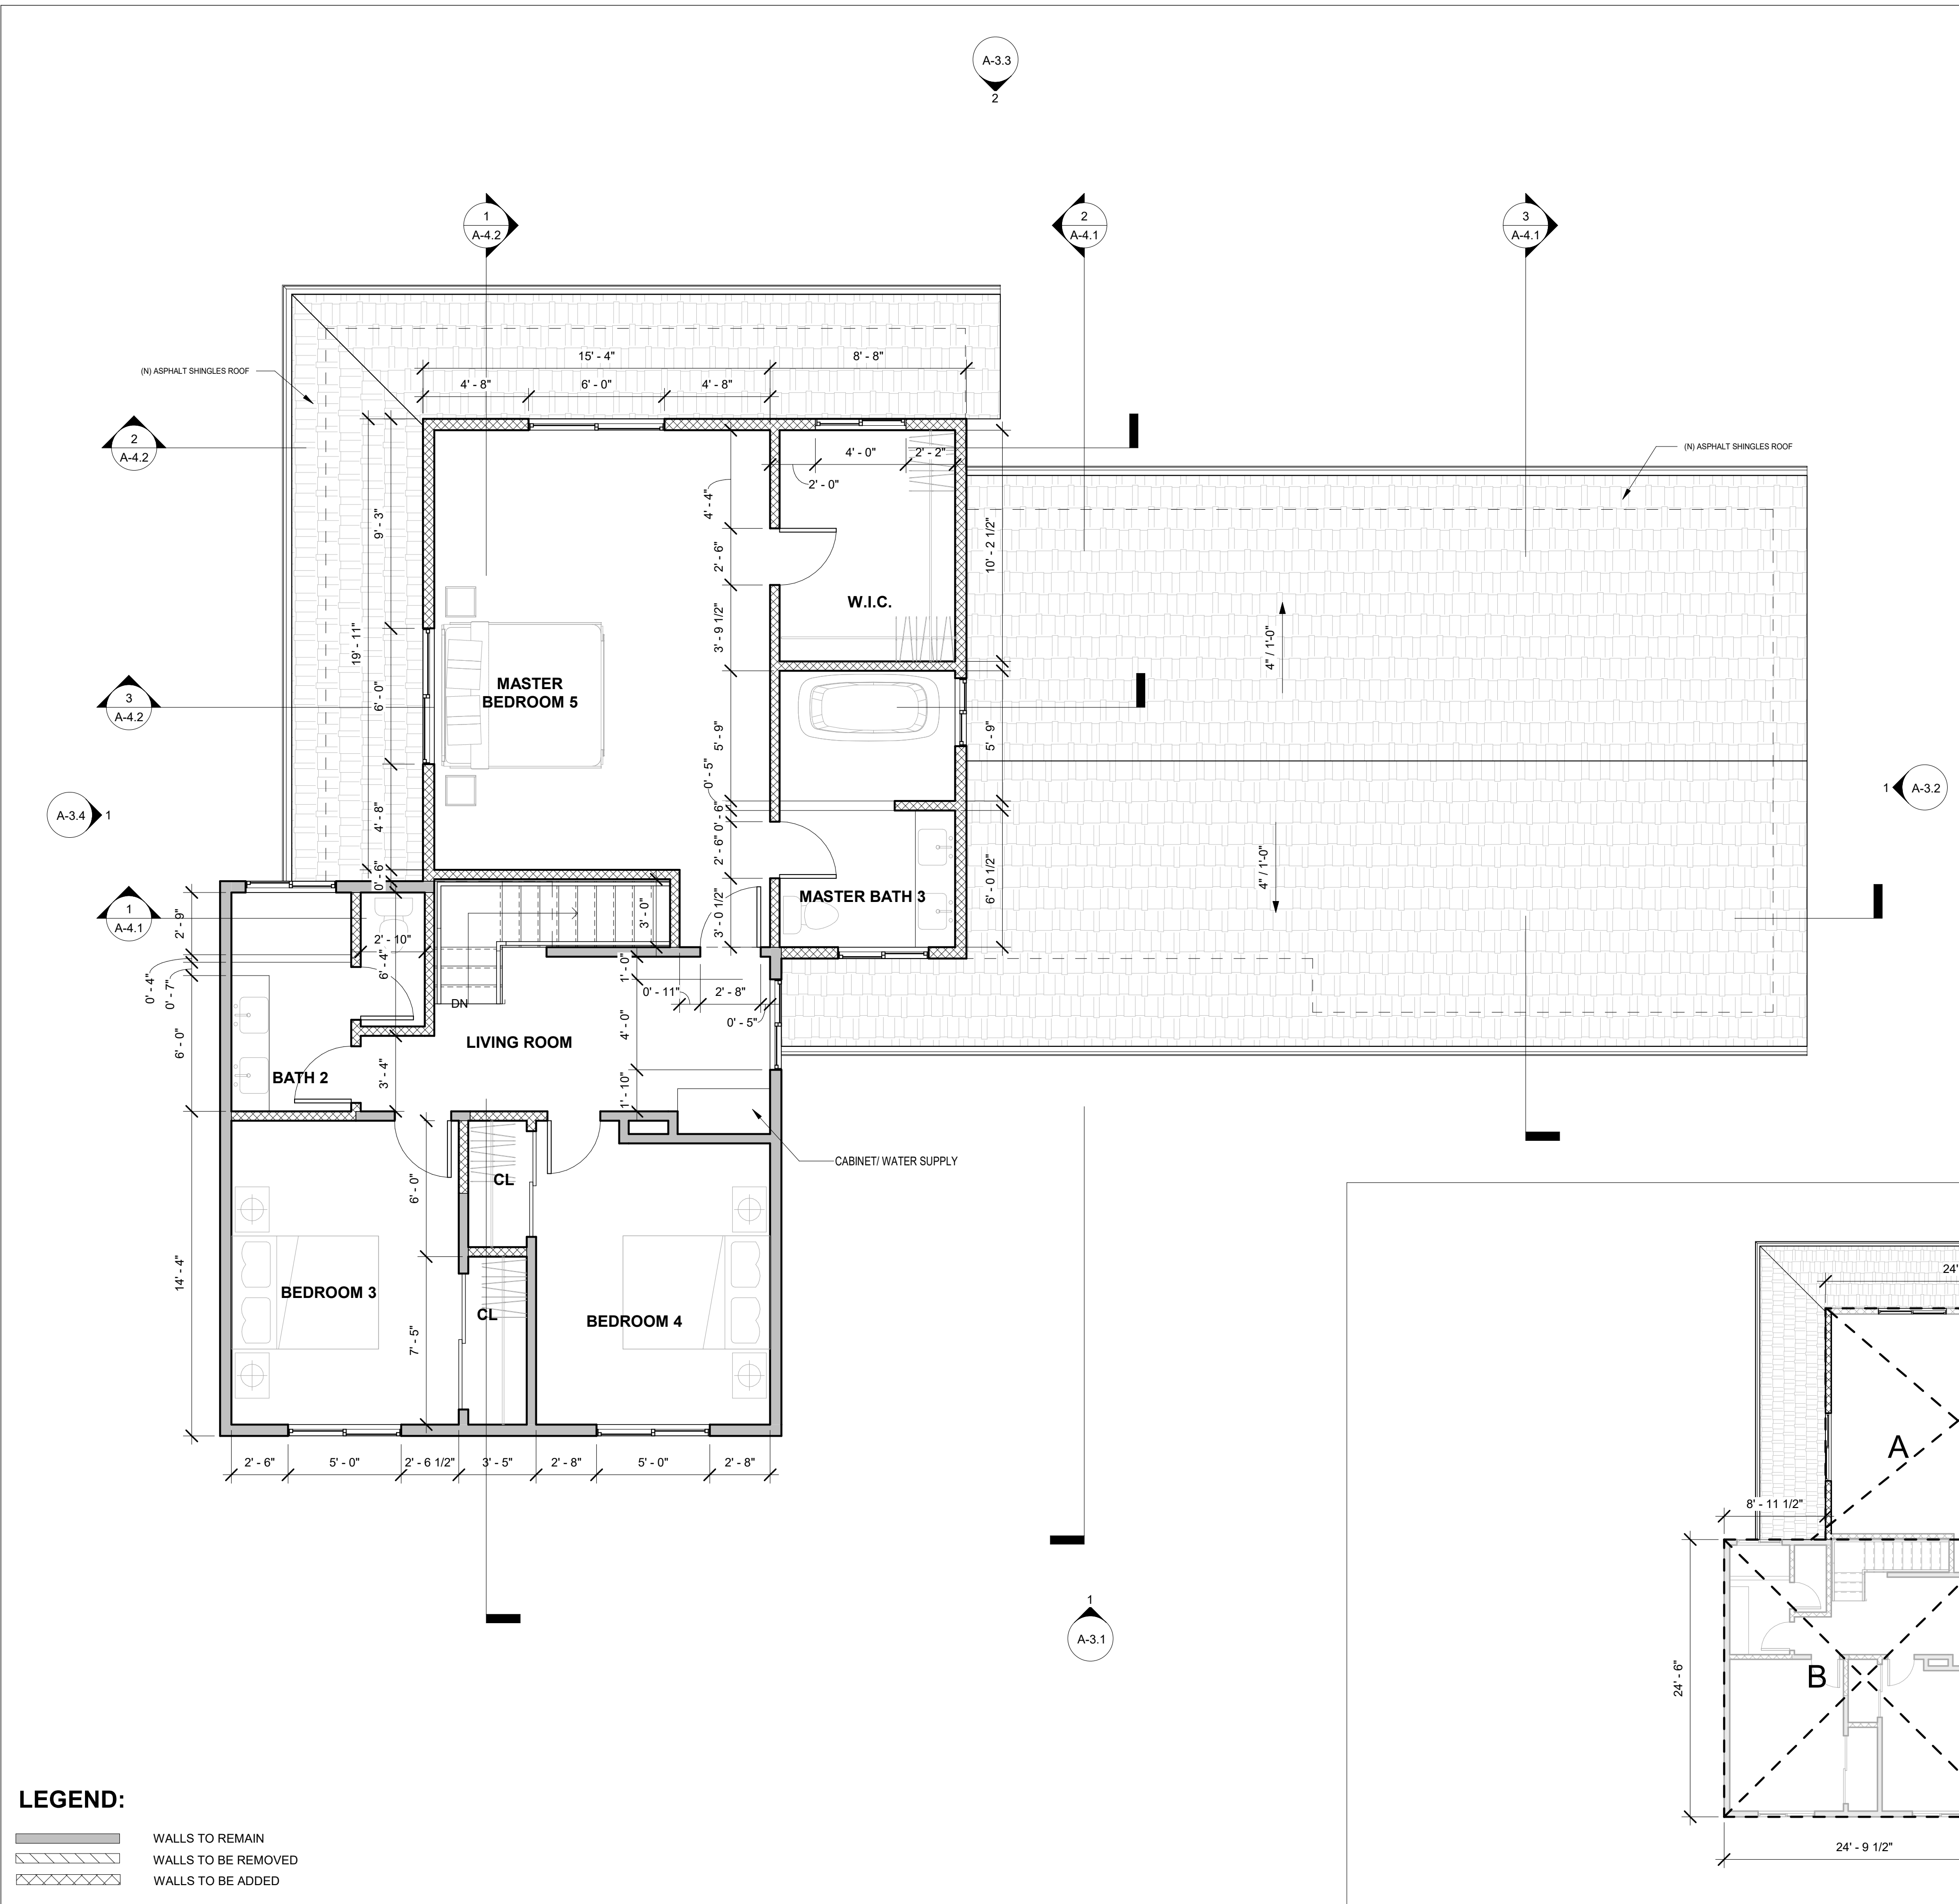 A-3.3
2
1
A-4.2
2
A-4.1
3
A-4.1
(N) ASPHALT SHINGLES ROOF
15' - 4"
8' - 8"
4' - 8"
6' - 0"
4' - 8"
2
A-4.2
4' - 0"
2' - 2"
2' - 0"
(N) ASPHALT SHINGLES ROOF
9' - 3"
4' - 4"
10' - 2 1/2"
2' - 6"
W.I.C.
19' - 11"
3' - 9 1/2"
4" / 1'-0"
3
A-4.2
MASTER
BEDROOM 5
6' - 0"
5' - 9"
5' - 9"
0' - 5"
A-3.4
1
1
A-3.2
4' - 8"
0' - 6"
2' - 6"
4" / 1'-0"
0' - 6"
MASTER BATH 3
6' - 0 1/2"
1
A-4.1
2' - 9"
3' - 0"
3' - 0 1/2"
2' - 10"
6' - 4"
0' - 4"
0' - 7"
1' - 0"
0' - 11"
2' - 8"
DN
0' - 5"
6' - 0"
LIVING ROOM
4' - 0"
BATH 2
3' - 4"
1' - 10"
CABINET/ WATER SUPPLY
CL
6' - 0"
14' - 4"
BEDROOM 3
CL
BEDROOM 4
7' - 5"
2' - 6"
5' - 0"
2' - 6 1/2"
3' - 5"
2' - 8"
5' - 0"
2' - 8"
1
A-3.1
24'
A
8' - 11 1/2"
24' - 6"
B
24' - 9 1/2"
LEGEND:
WALLS TO REMAIN
WALLS TO BE REMOVED
WALLS TO BE ADDED